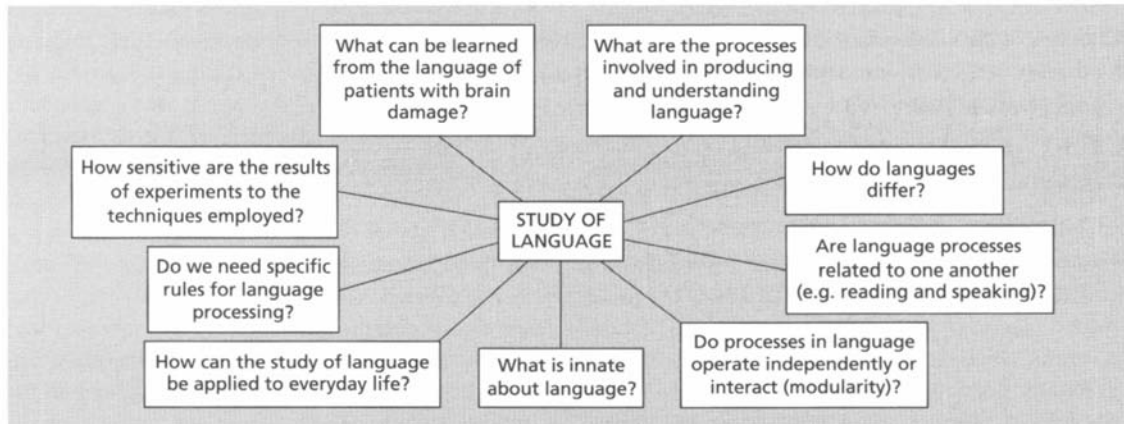 What can be learned
from the language of
patients with brain
damage?
What are the processes
involved in producing
and understanding
language?
How sensitive are the results
of experiments to the
techniques employed?
How do languages
differ?
STUDY OF
LANGUAGE
Do we need specific
rules for language
processing?
Are language processes
related to one another
(e.g. reading and speaking)?
How can the study of language
be applied to everyday life?
What is innate
about language?
Do processes in language
operate independently or
interact (modularity)?